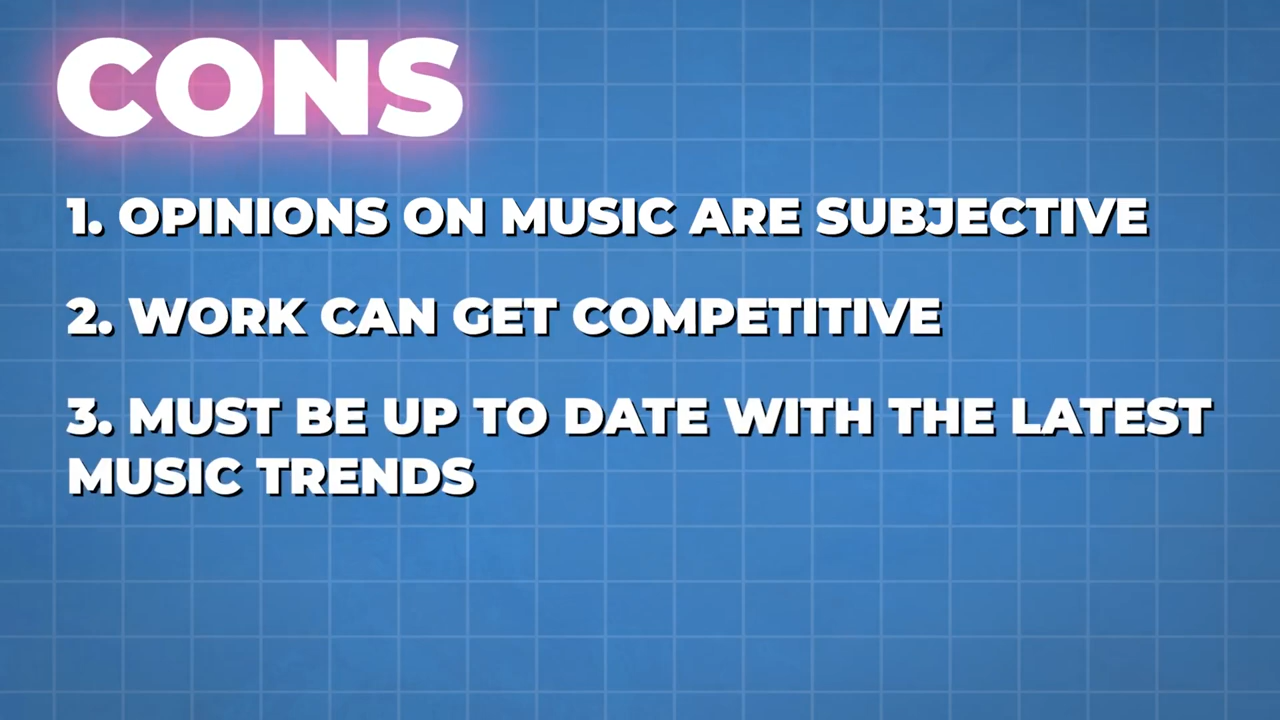 CONS
1. OPINIONS ON MUSIC ARE SUBJECTIVE
2. WORK CAN GET COMPETITIVE
3. MUST BE UP TO DATE WITH THE LATEST
MUSIC TRENDS